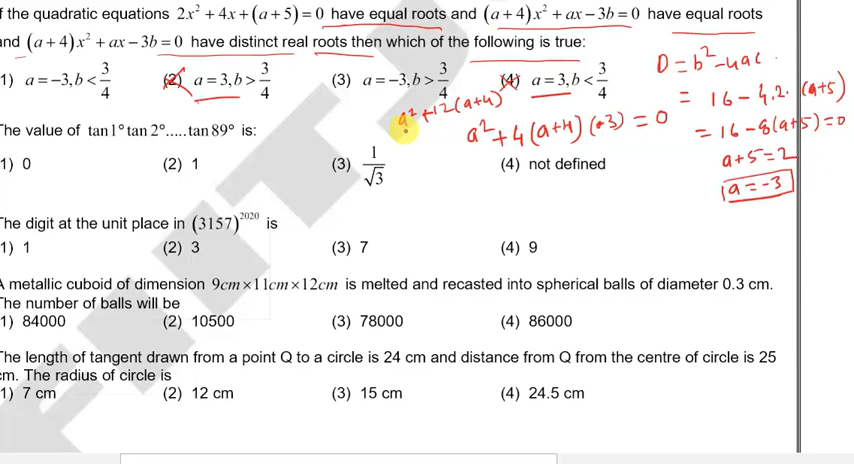 f the quadratic equations 2x² + 4x + (a + 5) = 0 have equal roots and (a + 4)x² + ax − 3b = 0 have equal roots
and (a + 4)x² + ax − 3b = 0 have distinct real roots then which of the following is true:
1) a = −3, b < 3/4 (2) a = 3, b > 3/4 (3) a = −3, b > 3/4 (4) a = 3, b < 3/4
D = b² − 4ac
= 16 − 4.2. (a+5)
= 16 − 8(a+5) = 0
a + 5 = 2
a = −3
a² + 12(a+4)
a² + 4(a+4)(+3) = 0
The value of tan 1° tan 2° ..... tan 89° is:
1) 0 (2) 1 (3) 1/√3 (4) not defined
The digit at the unit place in (3157)²⁰²⁰ is
1) 1 (2) 3 (3) 7 (4) 9
A metallic cuboid of dimension 9cm × 11cm × 12cm is melted and recasted into spherical balls of diameter 0.3 cm.
The number of balls will be
1) 84000 (2) 10500 (3) 78000 (4) 86000
The length of tangent drawn from a point Q to a circle is 24 cm and distance from Q from the centre of circle is 25
cm. The radius of circle is
1) 7 cm (2) 12 cm (3) 15 cm (4) 24.5 cm